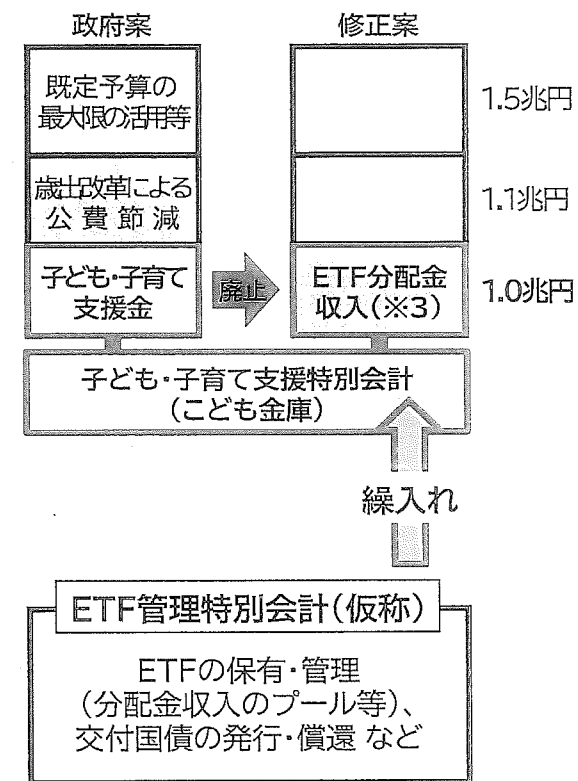 政府案
修正案
既定予算の
最大限の活用等
1.5兆円
歳出改革による
公費節減
1.1兆円
子ども・子育て
支援金
廃止
ETF分配金
収入(※3)
1.0兆円
子ども・子育て支援特別会計
(こども金庫)
繰入れ
ETF管理特別会計(仮称)
ETFの保有・管理
(分配金収入のプール等)、
交付国債の発行・償還 など